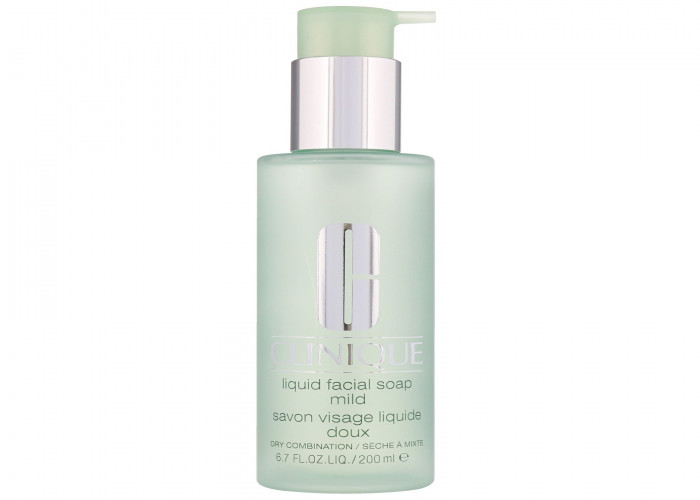 CLINIQUE
liquid facial soap
mild
savon visage liquide
doux
DRY COMBINATION / SÈCHE À MIXTE
6.7 FL.OZ.LIQ./200 ml ℮